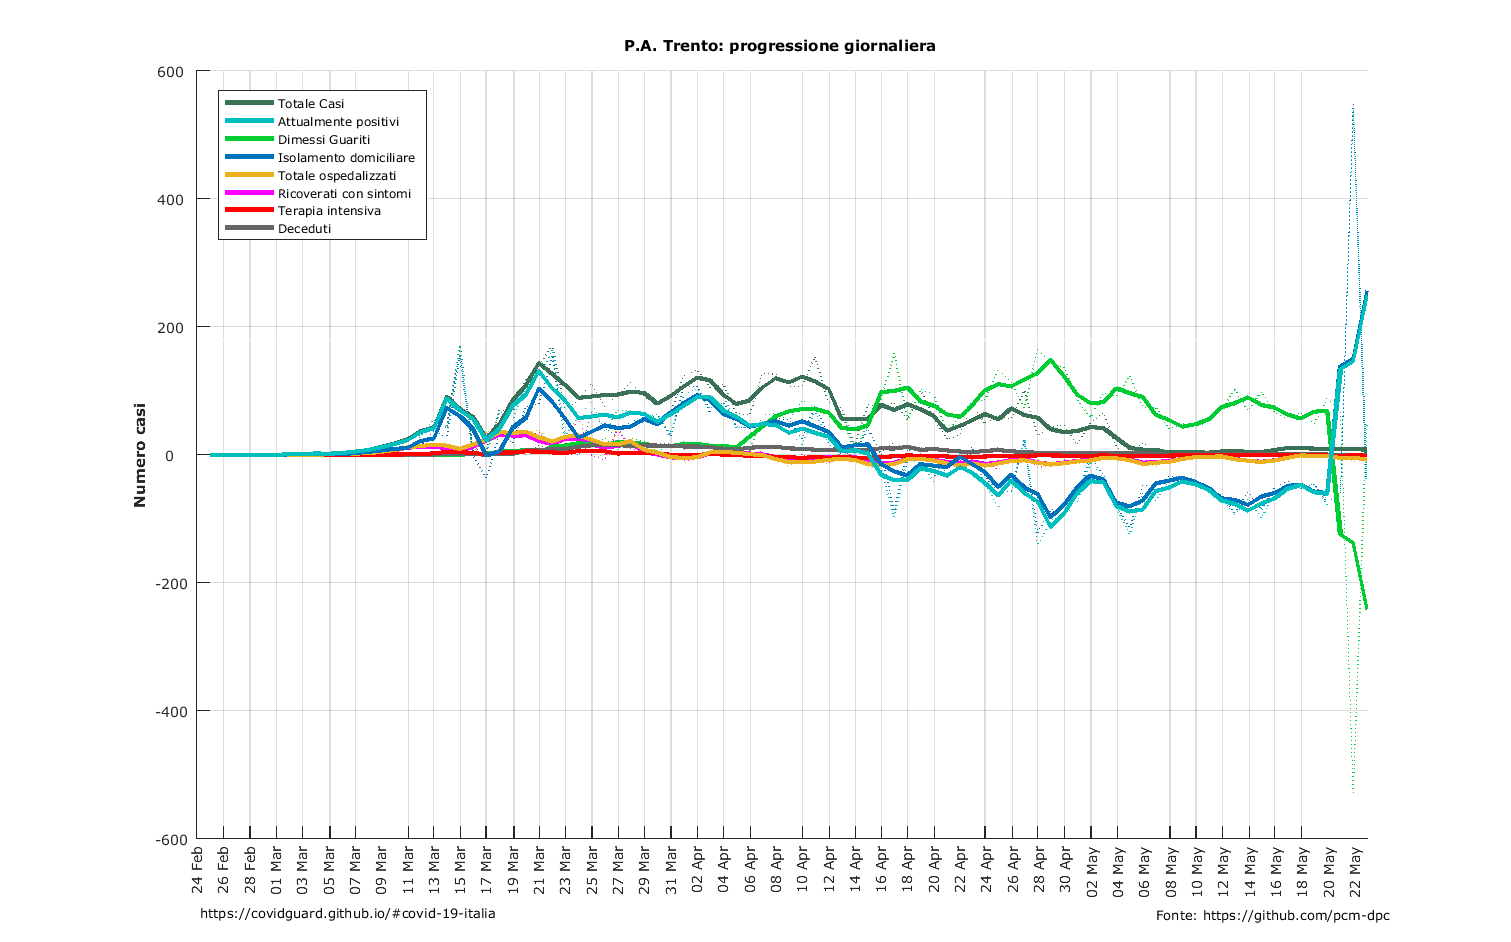 P.A. Trento: progressione giornaliera
600
400
200
0
-200
-400
-600
Numero casi
Totale Casi
Attualmente positivi
Dimessi Guariti
Isolamento domiciliare
Totale ospedalizzati
Ricoverati con sintomi
Terapia intensiva
Deceduti
24 Feb
26 Feb
28 Feb
01 Mar
03 Mar
05 Mar
07 Mar
09 Mar
11 Mar
13 Mar
15 Mar
17 Mar
19 Mar
21 Mar
23 Mar
25 Mar
27 Mar
29 Mar
31 Mar
02 Apr
04 Apr
06 Apr
08 Apr
10 Apr
12 Apr
14 Apr
16 Apr
18 Apr
20 Apr
22 Apr
24 Apr
26 Apr
28 Apr
30 Apr
02 May
04 May
06 May
08 May
10 May
12 May
14 May
16 May
18 May
20 May
22 May
https://covidguard.github.io/#covid-19-italia
Fonte: https://github.com/pcm-dpc